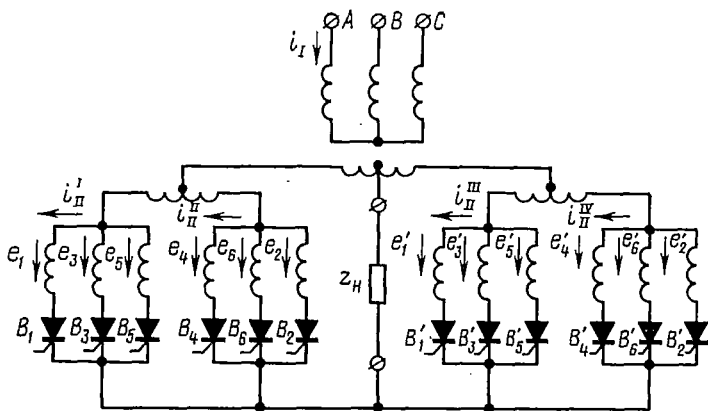 A B C
i_I
i_II^I i_II^II i_II^III i_II^IV
e_1 e_3 e_5 e_4 e_6 e_2 e'_1 e'_3 e'_5 e'_4 e'_6 e'_2
z_H
B_1 B_3 B_5 B_4 B_6 B_2 B'_1 B'_3 B'_5 B'_4 B'_6 B'_2